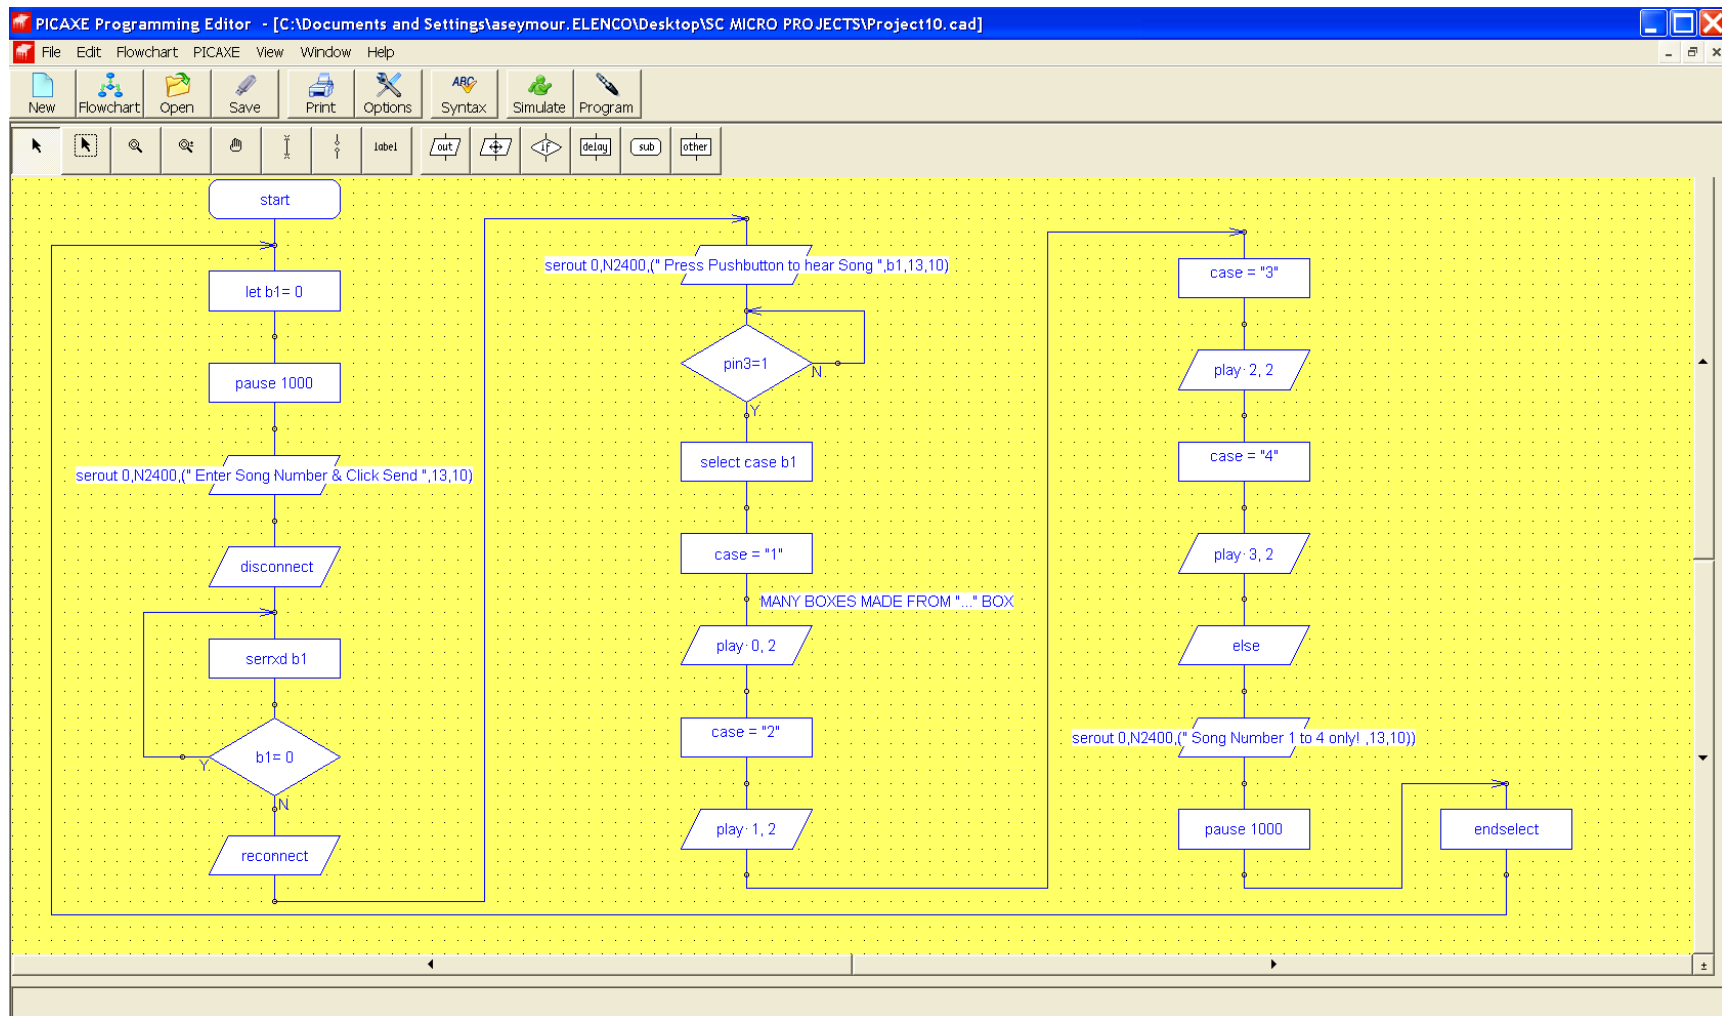 PICAXE Programming Editor - [C:\Documents and Settings\aseymour.ELENCO\Desktop\SC MICRO PROJECTS\Project10.cad]
File Edit Flowchart PICAXE View Window Help
New Flowchart Open Save Print Options Syntax Simulate Program
ABC
label out if delay sub other
start
let b1= 0
pause 1000
serout 0,N2400,(" Enter Song Number & Click Send ",13,10)
disconnect
serrxd b1
b1= 0
Y
N
reconnect
serout 0,N2400,(" Press Pushbutton to hear Song ",b1,13,10)
pin3=1
N
Y
select case b1
case = "1"
MANY BOXES MADE FROM "..." BOX
play 0, 2
case = "2"
play 1, 2
case = "3"
play 2, 2
case = "4"
play 3, 2
else
serout 0,N2400,(" Song Number 1 to 4 only! ,13,10))
pause 1000
endselect